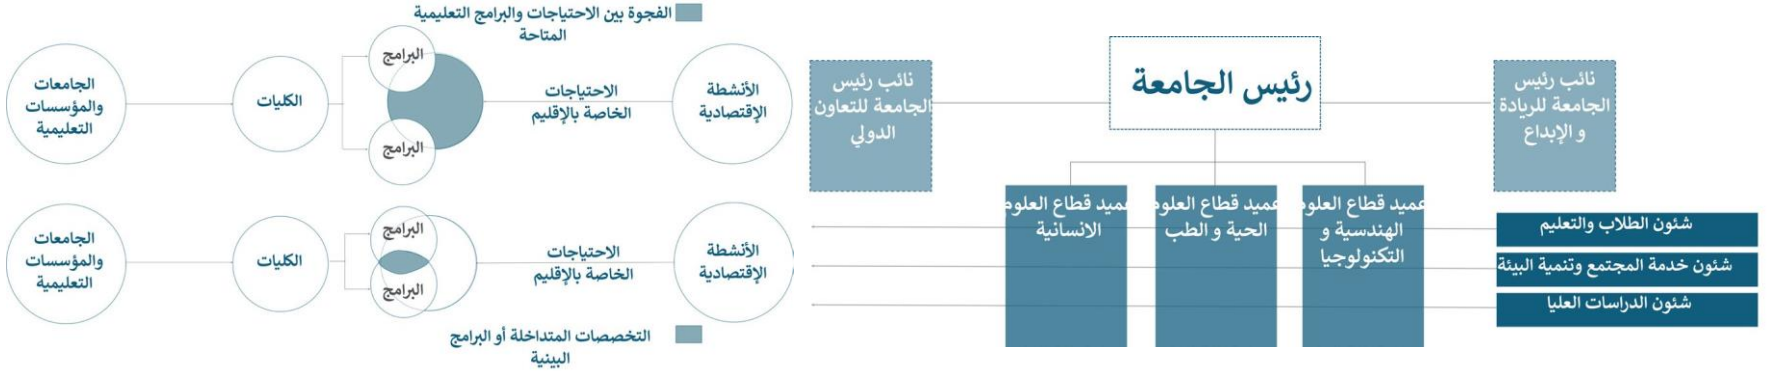 رئيس الجامعة
نائب رئيس
الجامعة للريادة
و الإبداع
نائب رئيس
الجامعة للتعاون
الدولي
عميد قطاع العلوم
الهندسية و
التكنولوجيا
عميد قطاع العلوم
الحية و الطب
عميد قطاع العلوم
الانسانية
شئون الطلاب والتعليم
شئون خدمة المجتمع وتنمية البيئة
شئون الدراسات العليا
الفجوة بين الاحتياجات والبرامج التعليمية
المتاحة
الأنشطة
الإقتصادية
الاحتياجات
الخاصة بالإقليم
البرامج
البرامج
الكليات
الجامعات
والمؤسسات
التعليمية
الأنشطة
الإقتصادية
الاحتياجات
الخاصة بالإقليم
البرامج
البرامج
الكليات
الجامعات
والمؤسسات
التعليمية
التخصصات المتداخلة أو البرامج
البينية